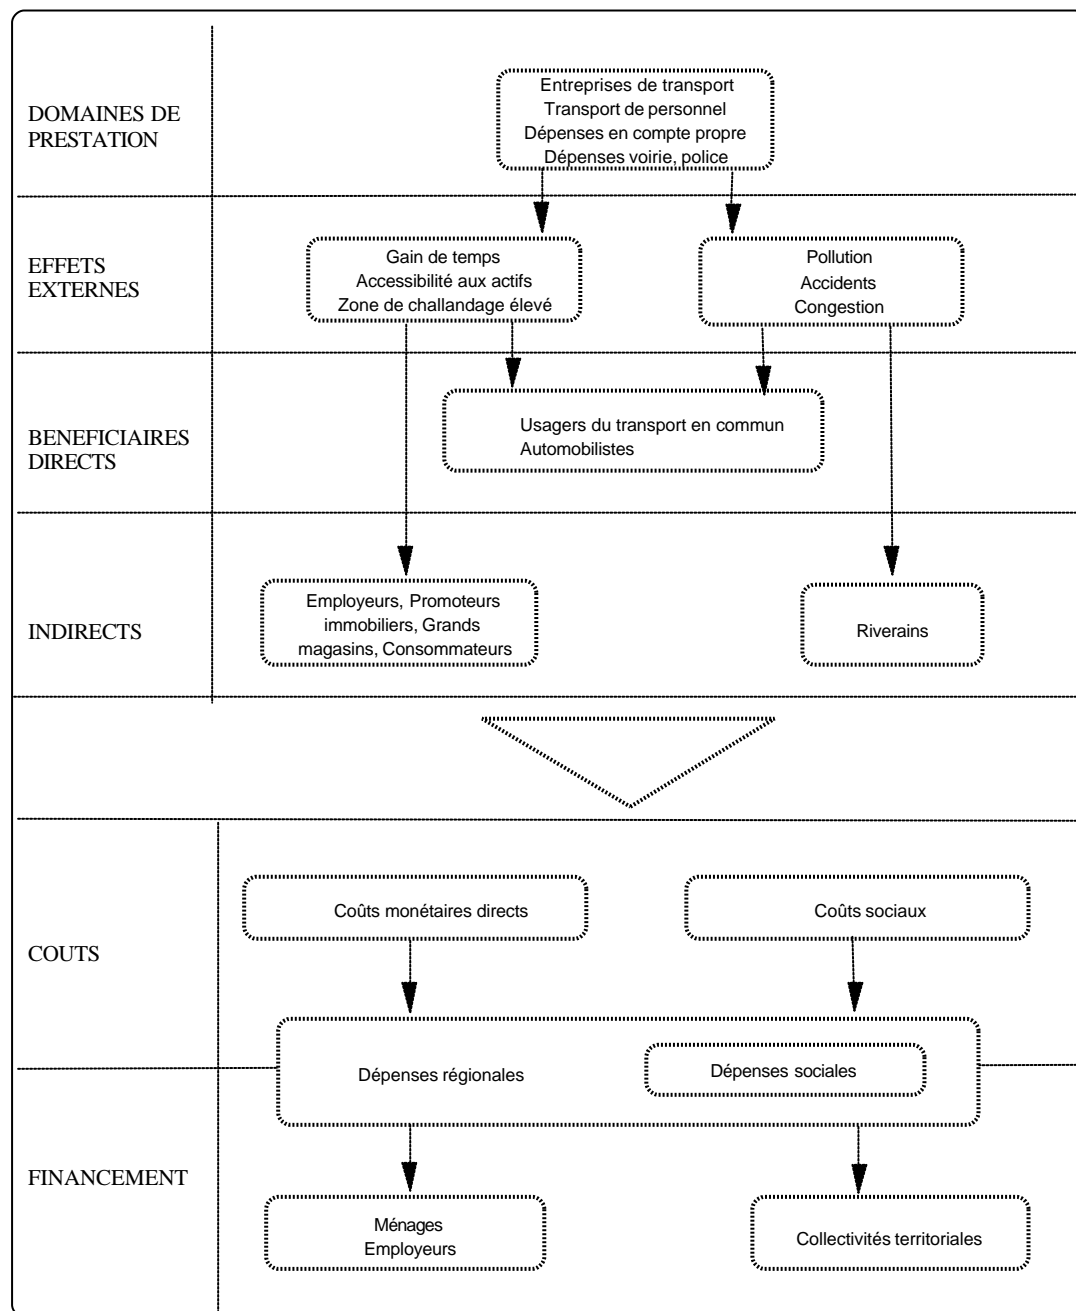 DOMAINES DE
PRESTATION
Entreprises de transport
Transport de personnel
Dépenses en compte propre
Dépenses voirie, police
EFFETS
EXTERNES
Gain de temps
Accessibilité aux actifs
Zone de challandage élevé
Pollution
Accidents
Congestion
BENEFICIAIRES
DIRECTS
Usagers du transport en commun
Automobilistes
INDIRECTS
Employeurs, Promoteurs
immobiliers, Grands
magasins, Consommateurs
Riverains
COUTS
Coûts monétaires directs
Coûts sociaux
Dépenses régionales
Dépenses sociales
FINANCEMENT
Ménages
Employeurs
Collectivités territoriales